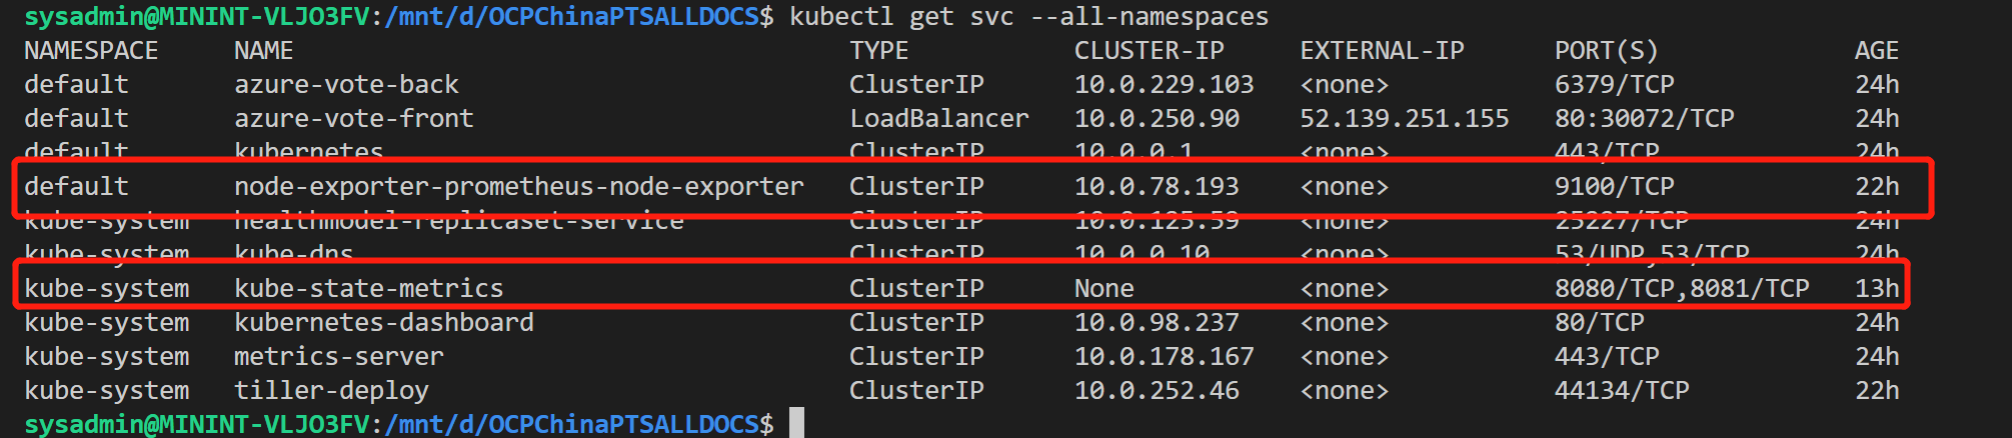 sysadmin@MININT-VLJO3FV:/mnt/d/OCPChinaPTSALLDOCS$ kubectl get svc --all-namespaces
NAMESPACE NAME TYPE CLUSTER-IP EXTERNAL-IP PORT(S) AGE
default azure-vote-back ClusterIP 10.0.229.103 <none> 6379/TCP 24h
default azure-vote-front LoadBalancer 10.0.250.90 52.139.251.155 80:30072/TCP 24h
default kubernetes ClusterIP 10.0.0.1 <none> 443/TCP 24h
default node-exporter-prometheus-node-exporter ClusterIP 10.0.78.193 <none> 9100/TCP 22h
kube-system healthmodel-replicaset-service ClusterIP 10.0.125.59 <none> 25227/TCP 24h
kube-system kube-dns ClusterIP 10.0.0.10 <none> 53/UDP,53/TCP 24h
kube-system kube-state-metrics ClusterIP None <none> 8080/TCP,8081/TCP 13h
kube-system kubernetes-dashboard ClusterIP 10.0.98.237 <none> 80/TCP 24h
kube-system metrics-server ClusterIP 10.0.178.167 <none> 443/TCP 24h
kube-system tiller-deploy ClusterIP 10.0.252.46 <none> 44134/TCP 22h
sysadmin@MININT-VLJO3FV:/mnt/d/OCPChinaPTSALLDOCS$